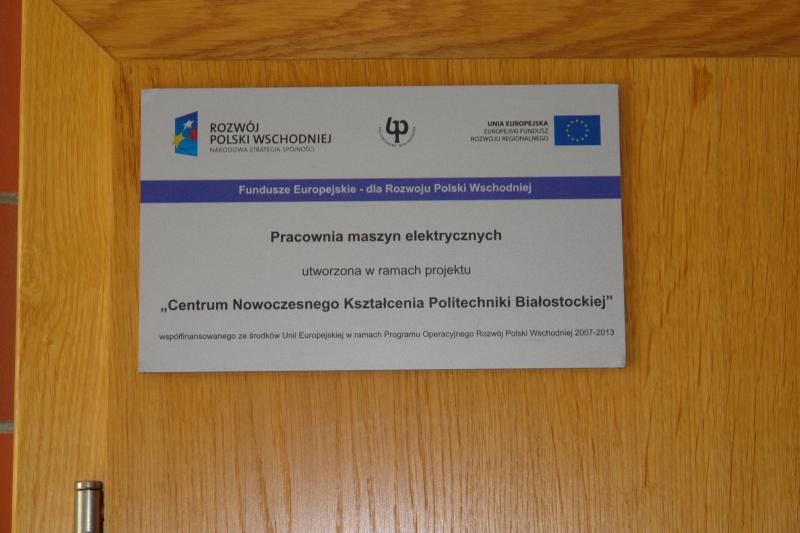 ROZWÓJ
POLSKI WSCHODNIEJ
NARODOWA STRATEGIA SPÓJNOŚCI
UNIA EUROPEJSKA
EUROPEJSKI FUNDUSZ
ROZWOJU REGIONALNEGO
Fundusze Europejskie - dla Rozwoju Polski Wschodniej
Pracownia maszyn elektrycznych
utworzona w ramach projektu
„Centrum Nowoczesnego Kształcenia Politechniki Białostockiej”
współfinansowanego ze środków Unii Europejskiej w ramach Programu Operacyjnego Rozwój Polski Wschodniej 2007-2013